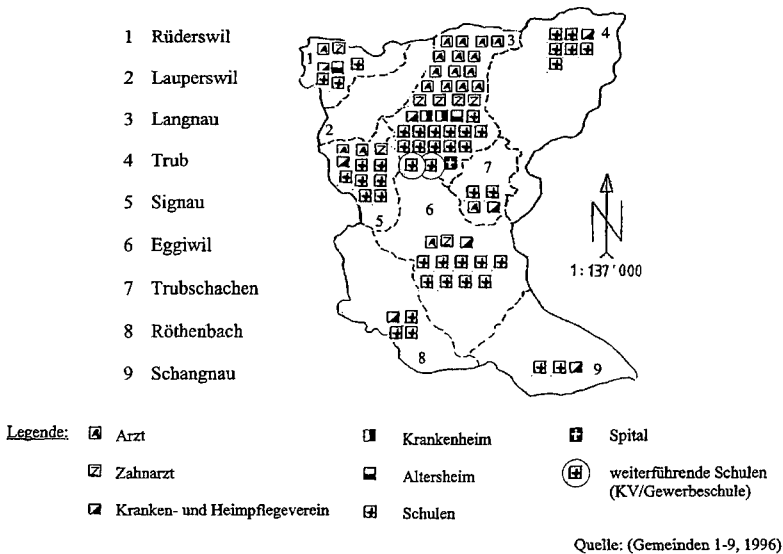 1 Rüderswil
2 Lauperswil
3 Langnau
4 Trub
5 Signau
6 Eggiwil
7 Trubschachen
8 Röthenbach
9 Schangnau
1
2
3
4
5
6
7
8
9
N
1:137'000
Legende:
Arzt
Zahnarzt
Kranken- und Heimpflegeverein
Krankenheim
Altersheim
Schulen
Spital
weiterführende Schulen
(KV/Gewerbeschule)
Quelle: (Gemeinden 1-9, 1996)